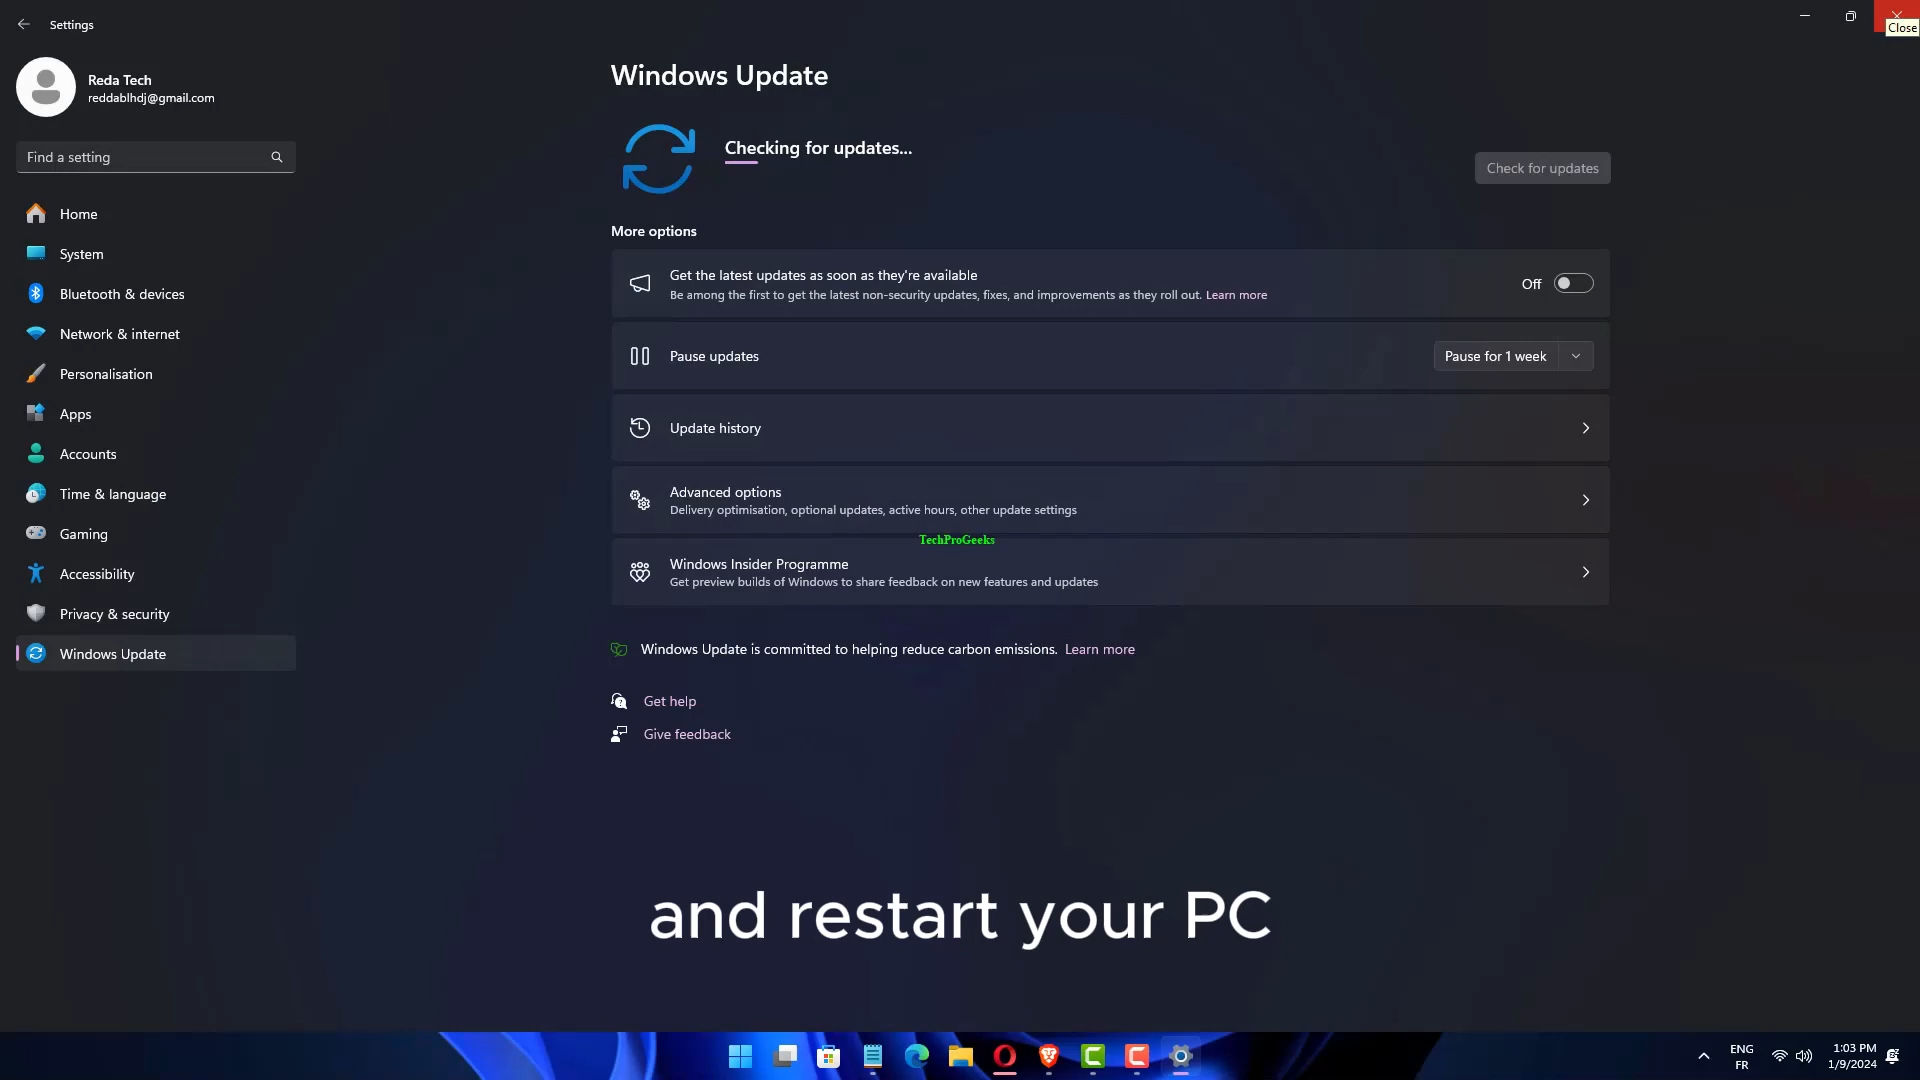 Settings
Close
Reda Tech
reddablhdj@gmail.com
Find a setting
Home
System
Bluetooth & devices
Network & internet
Personalisation
Apps
Accounts
Time & language
Gaming
Accessibility
Privacy & security
Windows Update
Windows Update
Checking for updates...
Check for updates
More options
Get the latest updates as soon as they're available
Be among the first to get the latest non-security updates, fixes, and improvements as they roll out. Learn more
Off
Pause updates
Pause for 1 week
Update history
Advanced options
Delivery optimisation, optional updates, active hours, other update settings
TechProGeeks
Windows Insider Programme
Get preview builds of Windows to share feedback on new features and updates
Windows Update is committed to helping reduce carbon emissions. Learn more
Get help
Give feedback
and restart your PC
ENG
FR
1:03 PM
1/9/2024